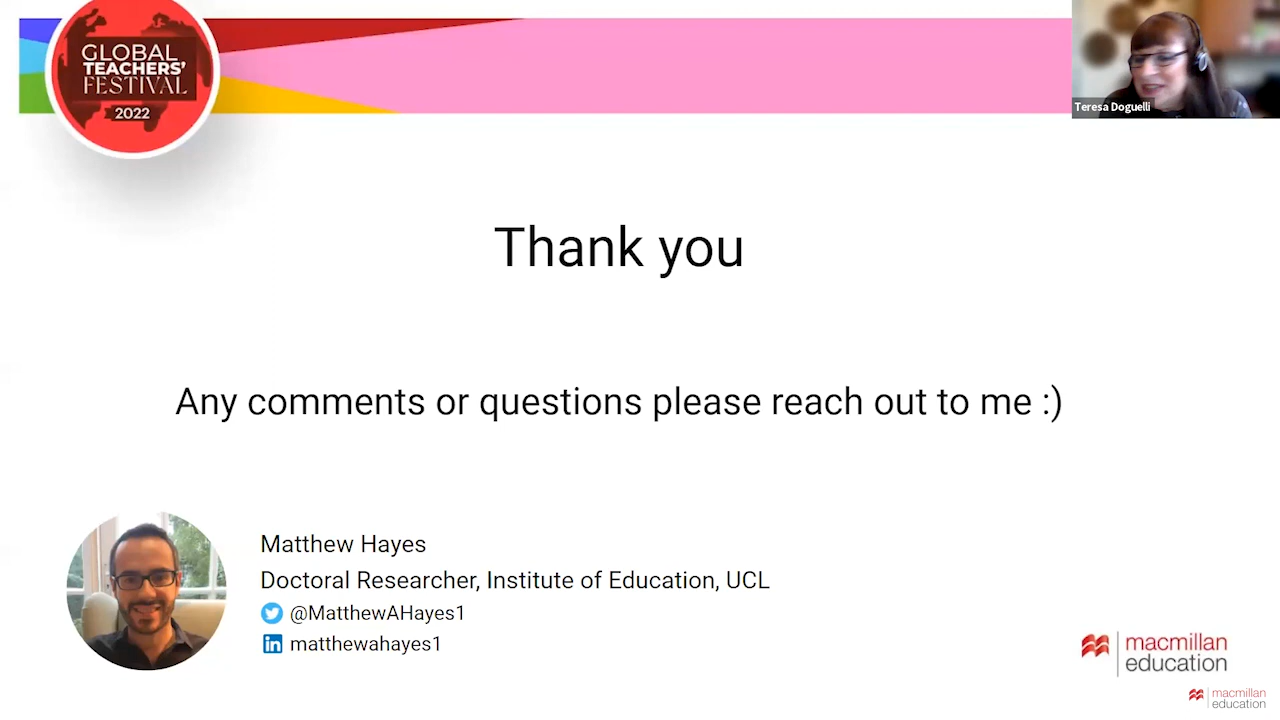 GLOBAL
TEACHERS'
FESTIVAL
2022
Teresa Doguelli
Thank you
Any comments or questions please reach out to me :)
Matthew Hayes
Doctoral Researcher, Institute of Education, UCL
@MatthewAHayes1
in matthewahayes1
macmillan
education
macmillan
education